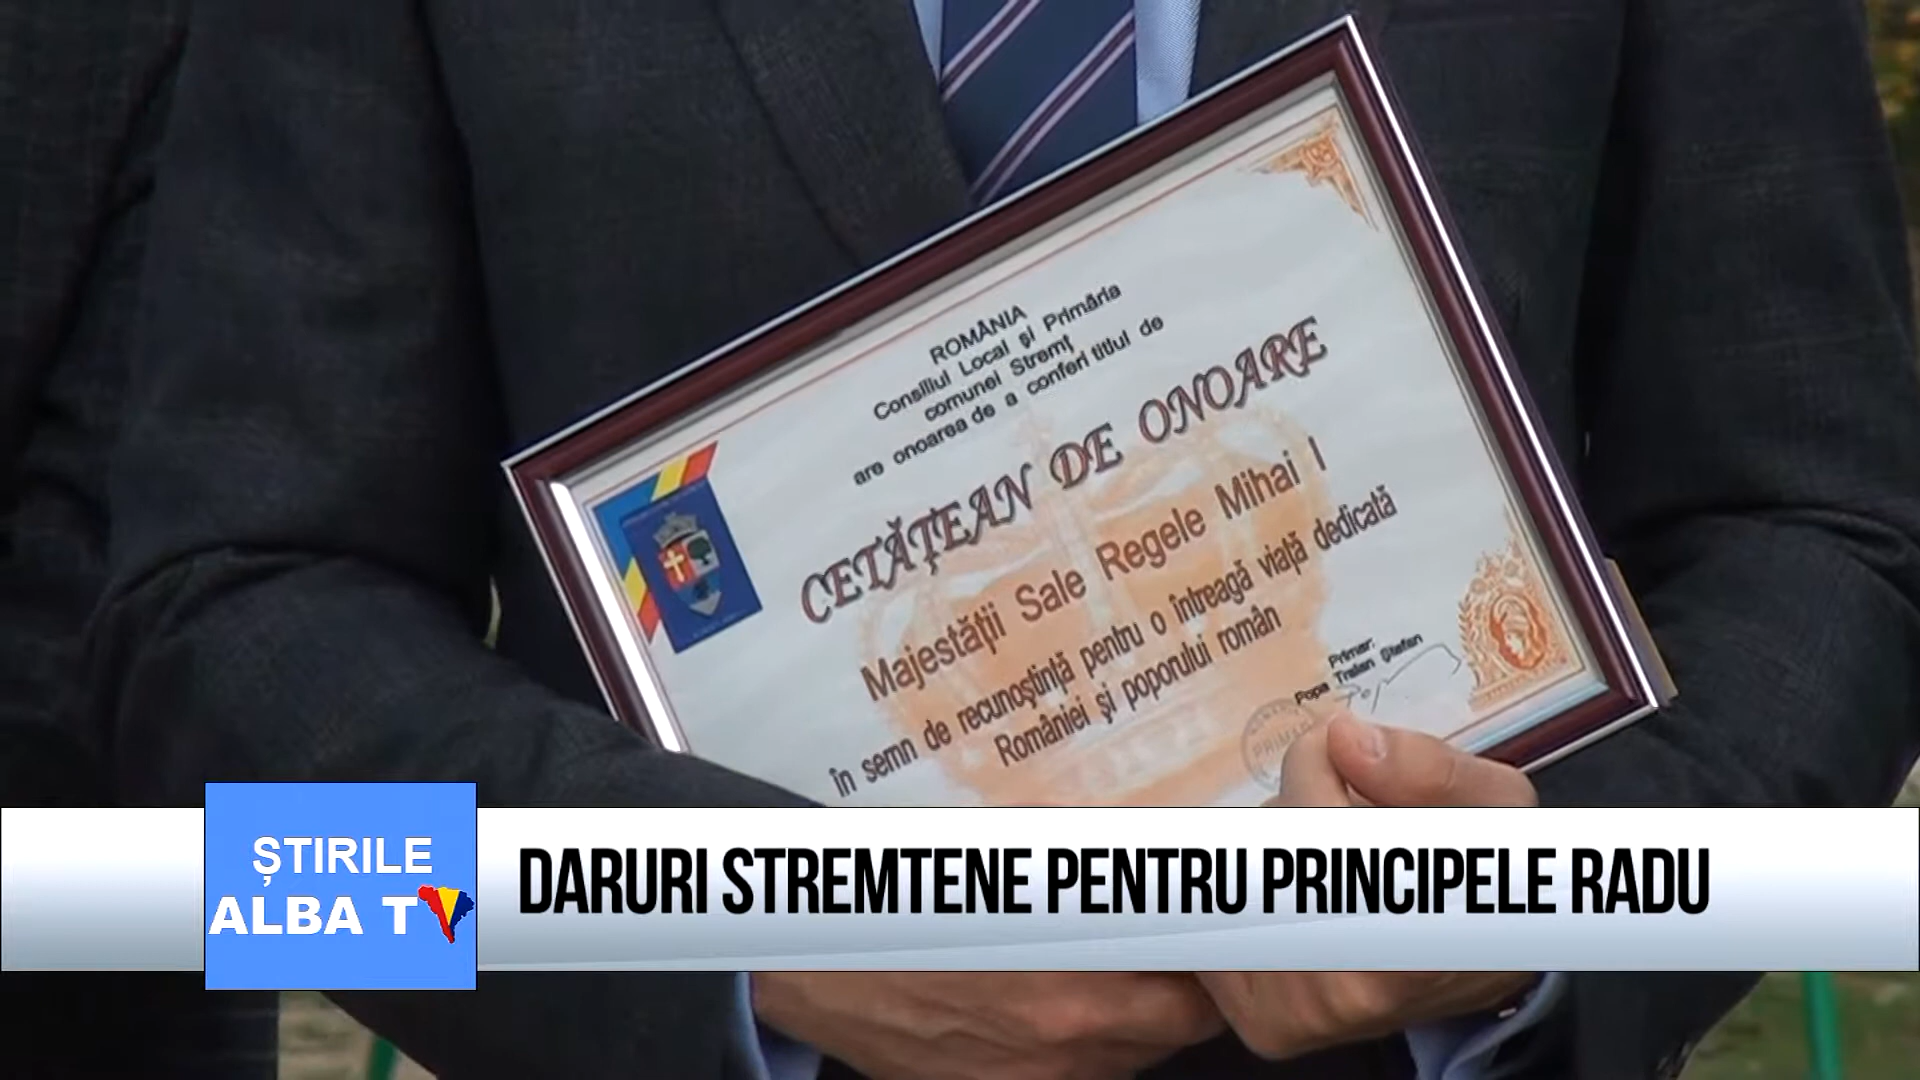 ROMÂNIA
Consiliul Local şi Primăria
comunei Stremţ
are onoarea de a conferi titlul de
CETĂŢEAN DE ONOARE
Majestăţii Sale Regele Mihai I
în semn de recunoştinţă pentru o întreagă viaţă dedicată
României şi poporului român
Primar,
Popa Traian Ştefan
ȘTIRILE
ALBA TV
DARURI STREMTENE PENTRU PRINCIPELE RADU